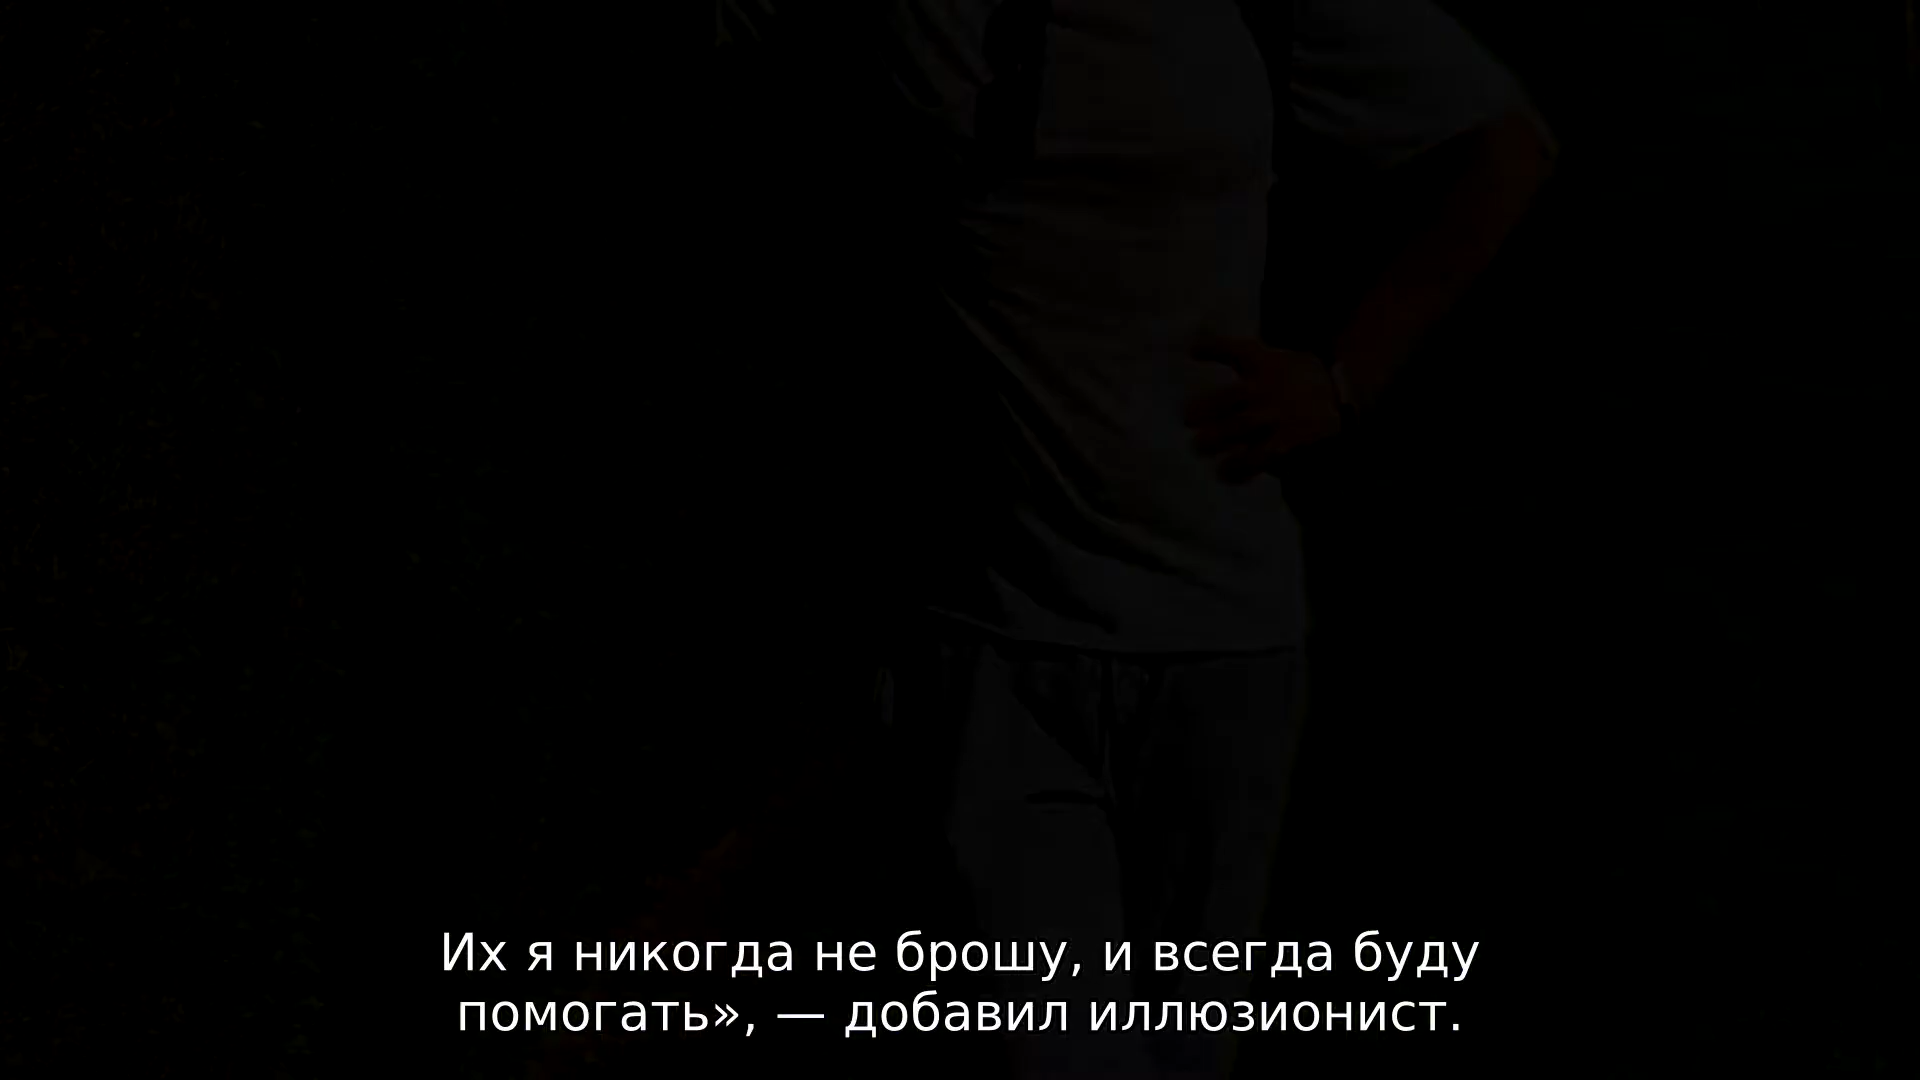 Их я никогда не брошу, и всегда буду
помогать», — добавил иллюзионист.